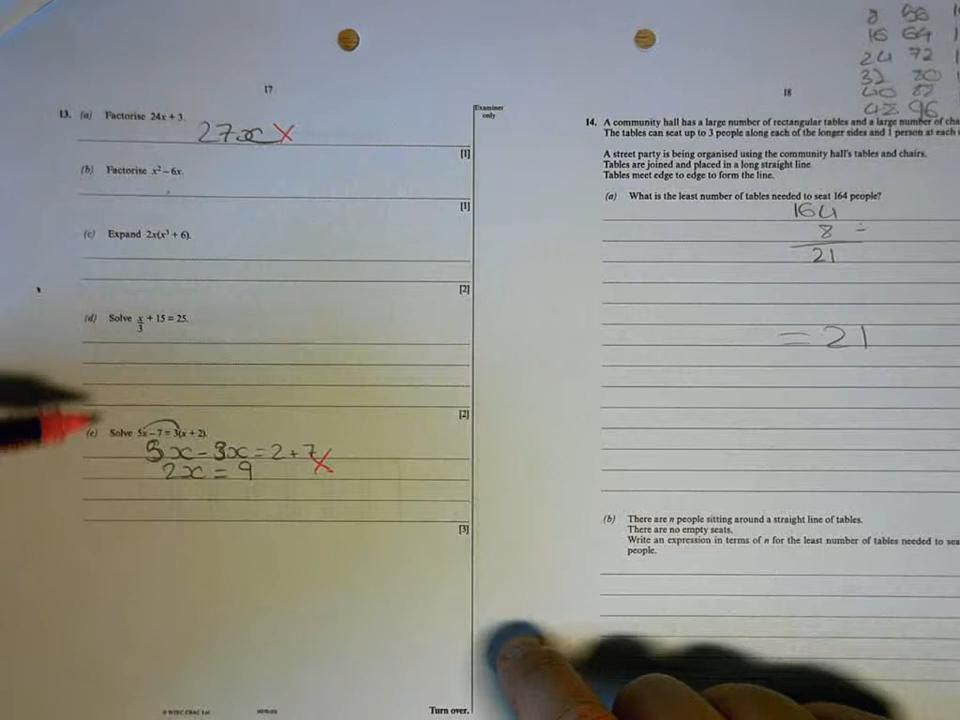 17
13. (a) Factorise 24x + 3.
27x X
[1]
(b) Factorise x² − 6x.
[1]
(c) Expand 2x(x³ + 6).
[2]
(d) Solve x/3 + 15 = 25.
[2]
(e) Solve 5x − 7 = 3(x + 2).
5x − 3x = 2 + 7 X
2x = 9
[3]
Turn over.
Examiner only
8 56
16 64
24 72
32 80
40 88
48 96
18
14. A community hall has a large number of rectangular tables and a large number of
The tables can seat up to 3 people along each of the longer sides and 1 person at each
A street party is being organised using the community hall's tables and chairs.
Tables are joined and placed in a long straight line.
Tables meet edge to edge to form the line.
(a) What is the least number of tables needed to seat 164 people?
164
8 ÷
21
= 21
(b) There are n people sitting around a straight line of tables.
There are no empty seats.
Write an expression in terms of n for the least number of tables needed to
people.